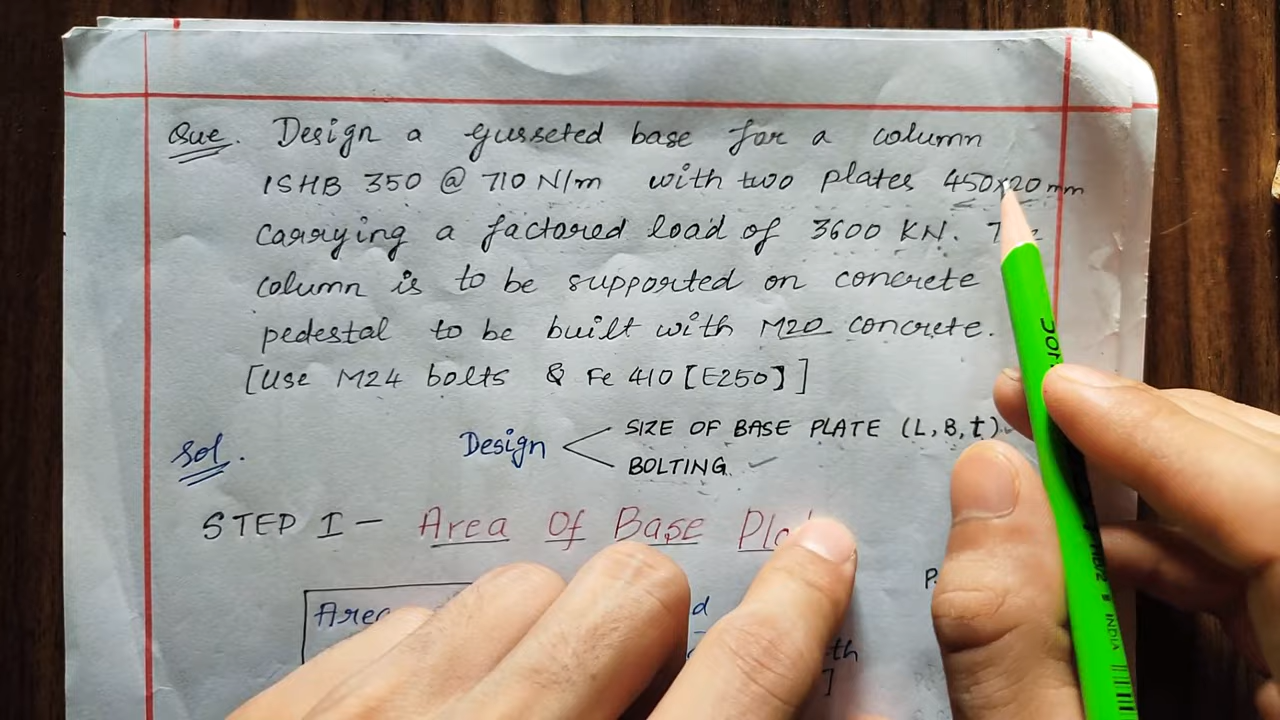 Que. Design a gusseted base for a column
ISHB 350 @ 710 N/m with two plates 450x20 mm
carrying a factored load of 3600 KN.
column is to be supported on concrete
pedestal to be built with M20 concrete.
[Use M24 bolts & Fe 410 [E250]]
Sol.
Design
SIZE OF BASE PLATE (L, B, t)
BOLTING
STEP I - Area Of Base
INDIA